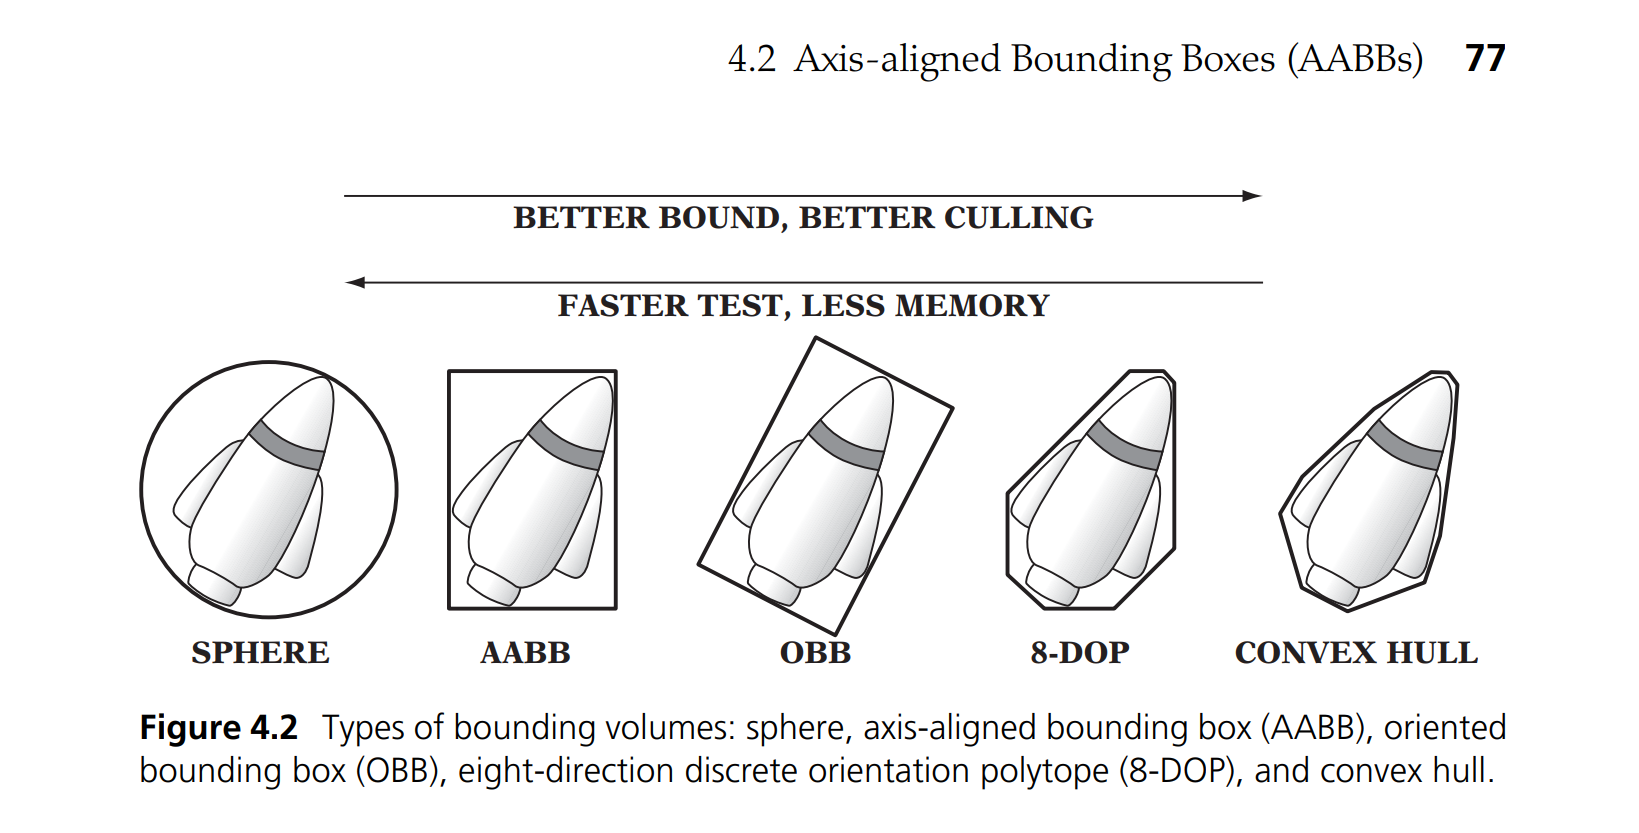 4.2 Axis-aligned Bounding Boxes (AABBs) 77
BETTER BOUND, BETTER CULLING
FASTER TEST, LESS MEMORY
SPHERE AABB OBB 8-DOP CONVEX HULL
Figure 4.2 Types of bounding volumes: sphere, axis-aligned bounding box (AABB), oriented
bounding box (OBB), eight-direction discrete orientation polytope (8-DOP), and convex hull.